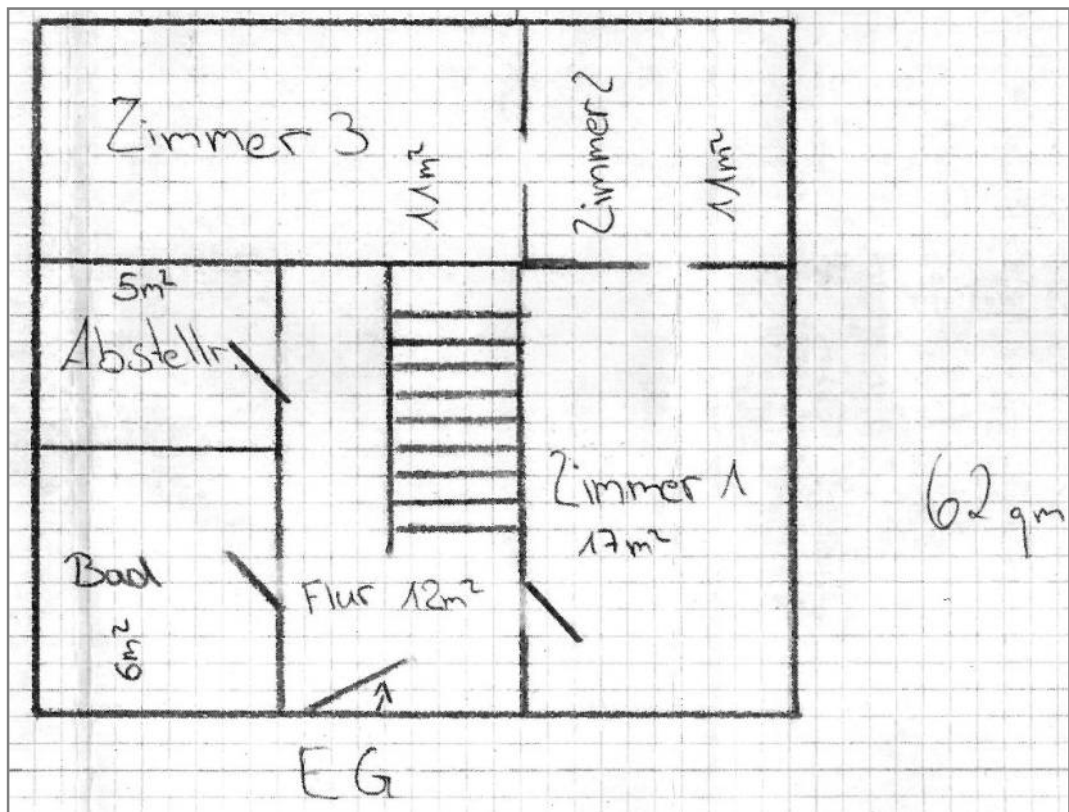 Zimmer 3
11m²
Zimmer 2
11m²
5m²
Abstellr.
Zimmer 1
17m²
62 qm
Bad
6m²
Flur 12m²
EG